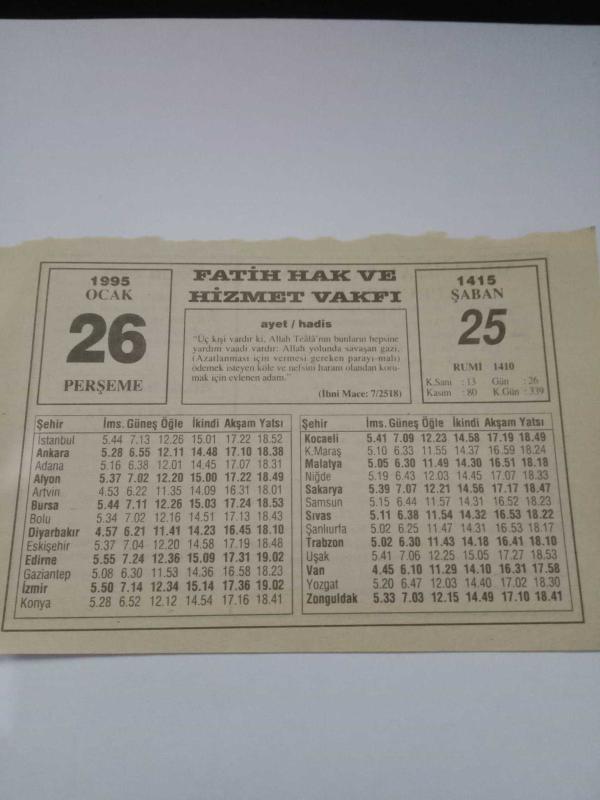 1995
OCAK
26
PERŞEME
FATİH HAK VE
HİZMET VAKFI
ayet / hadis
"Üç kişi vardır ki, Allah Teâlâ'nın bunların hepsine
yardım vaadi vardır: Allah yolunda savaşan gazi,
(Azatlanması için vermesi gereken parayı-malı)
ödemek isteyen köle ve nefsini haramı olandan koru-
mak için evlenen adam."
(İbni Mace: 7/2518)
1415
ŞABAN
25
RUMİ 1410
K.Sani : 13 Gün : 26
Kasım : 80 K.Gün : 339
Şehir İms. Güneş Öğle İkindi Akşam Yatsı
İstanbul 5.44 7.13 12.26 15.01 17.22 18.52
Ankara 5.28 6.55 12.11 14.48 17.10 18.38
Adana 5.16 6.38 12.01 14.45 17.07 18.31
Afyon 5.37 7.02 12.20 15.00 17.22 18.49
Artvin 4.53 6.22 11.35 14.09 16.31 18.01
Bursa 5.44 7.11 12.26 15.03 17.24 18.53
Bolu 5.34 7.02 12.16 14.51 17.13 18.43
Diyarbakır 4.57 6.21 11.41 14.23 16.45 18.10
Eskişehir 5.37 7.04 12.20 14.58 17.19 18.48
Edirne 5.55 7.24 12.36 15.09 17.31 19.02
Gaziantep 5.08 6.30 11.53 14.36 16.58 18.23
İzmir 5.50 7.14 12.34 15.14 17.36 19.02
Konya 5.28 6.52 12.12 14.54 17.16 18.41
Şehir İms. Güneş Öğle İkindi Akşam Yatsı
Kocaeli 5.41 7.09 12.23 14.58 17.19 18.49
K.Maraş 5.10 6.33 11.55 14.37 16.59 18.24
Malatya 5.05 6.30 11.49 14.30 16.51 18.18
Niğde 5.19 6.43 12.03 14.45 17.07 18.33
Sakarya 5.39 7.07 12.21 14.56 17.17 18.47
Samsun 5.15 6.44 11.57 14.31 16.52 18.23
Sıvas 5.11 6.38 11.54 14.32 16.53 18.22
Şanlıurfa 5.02 6.25 11.47 14.31 16.53 18.17
Trabzon 5.02 6.30 11.43 14.18 16.41 18.10
Uşak 5.41 7.06 12.25 15.05 17.27 18.53
Van 4.45 6.10 11.29 14.10 16.31 17.58
Yozgat 5.20 6.47 12.03 14.40 17.02 18.30
Zonguldak 5.33 7.03 12.15 14.49 17.10 18.41